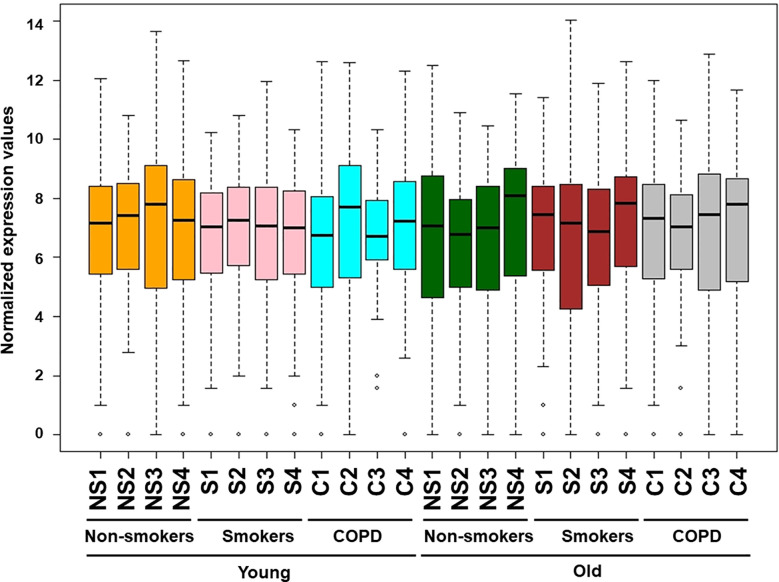 Normalized expression values
14
12
10
8
6
4
2
0
NS1 NS2 NS3 NS4 S1 S2 S3 S4 C1 C2 C3 C4 NS1 NS2 NS3 NS4 S1 S2 S3 S4 C1 C2 C3 C4
Non-smokers Smokers COPD Non-smokers Smokers COPD
Young Old